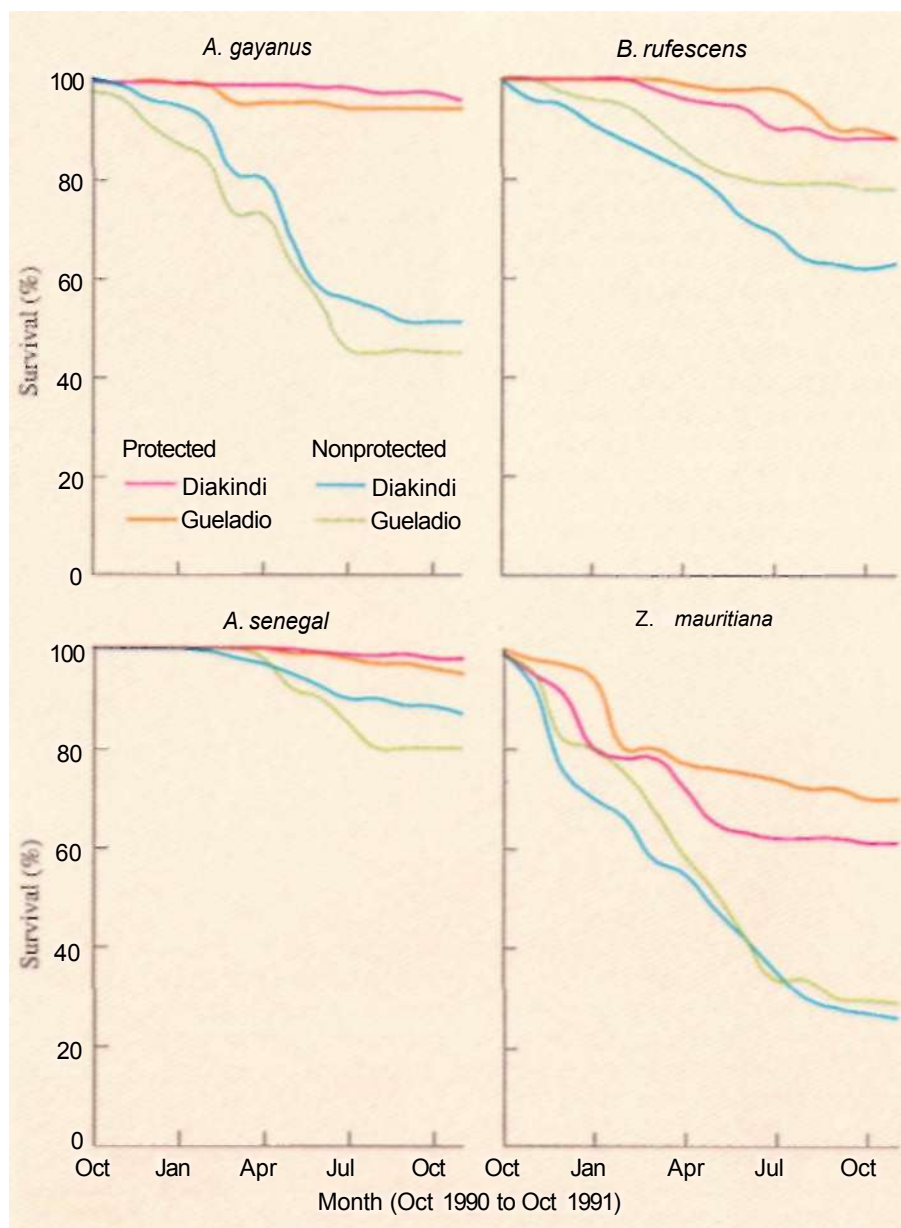 A. gayanus
B. rufescens
100
80
60
40
20
0
Survival (%)
Protected Nonprotected
Diakindi Diakindi
Gueladio Gueladio
A. senegal
Z. mauritiana
100
80
60
40
20
0
Survival (%)
Oct Jan Apr Jul Oct Oct Jan Apr Jul Oct
Month (Oct 1990 to Oct 1991)